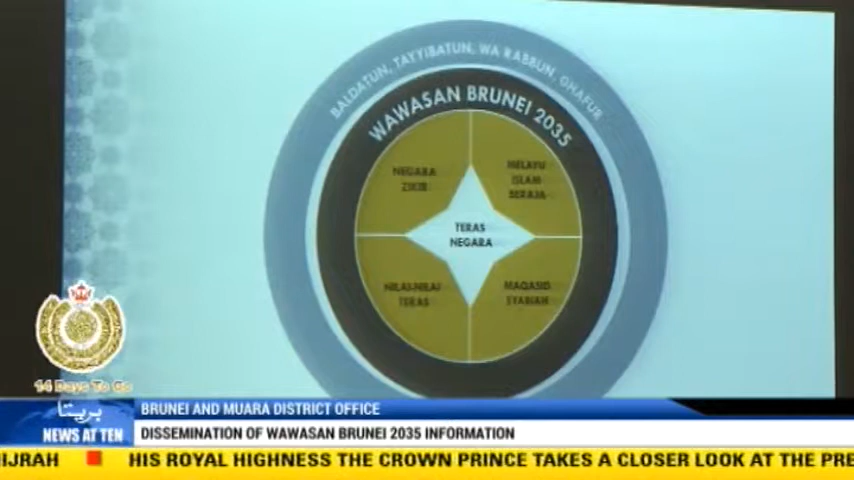 BALDATUN, TAYYIBATUN, WA RABBUN, GHAFUR
WAWASAN BRUNEI 2035
NEGARA
ZIKIR
MELAYU
ISLAM
BERAJA
TERAS
NEGARA
NILAI-NILAI
TERAS
MAQASID
SYARIAH
14 Days To Go
بريتا
NEWS AT TEN
BRUNEI AND MUARA DISTRICT OFFICE
DISSEMINATION OF WAWASAN BRUNEI 2035 INFORMATION
HIJRAH HIS ROYAL HIGHNESS THE CROWN PRINCE TAKES A CLOSER LOOK AT THE PRE